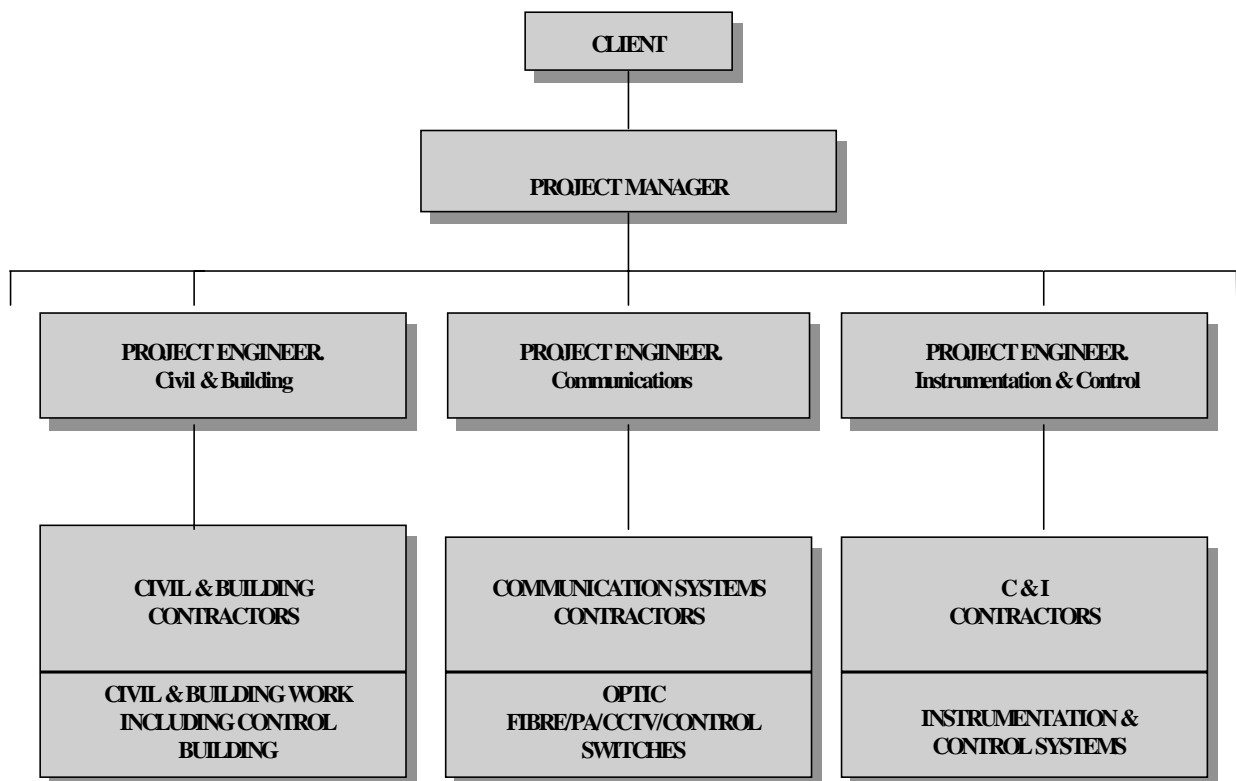 CLIENT
PROJECT MANAGER
PROJECT ENGINEER.
Civil & Building
PROJECT ENGINEER.
Communications
PROJECT ENGINEER.
Instrumentation & Control
CIVIL & BUILDING
CONTRACTORS
COMMUNICATION SYSTEMS
CONTRACTORS
C & I
CONTRACTORS
CIVIL & BUILDING WORK
INCLUDING CONTROL
BUILDING
OPTIC
FIBRE/PA/CCTV/CONTROL
SWITCHES
INSTRUMENTATION &
CONTROL SYSTEMS